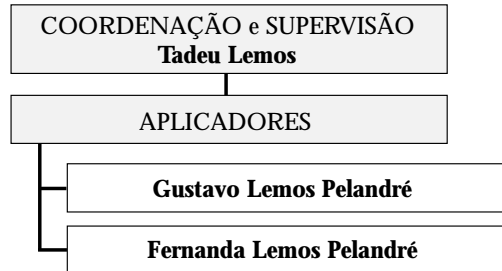 COORDENAÇÃO e SUPERVISÃO
Tadeu Lemos
APLICADORES
Gustavo Lemos Pelandré
Fernanda Lemos Pelandré